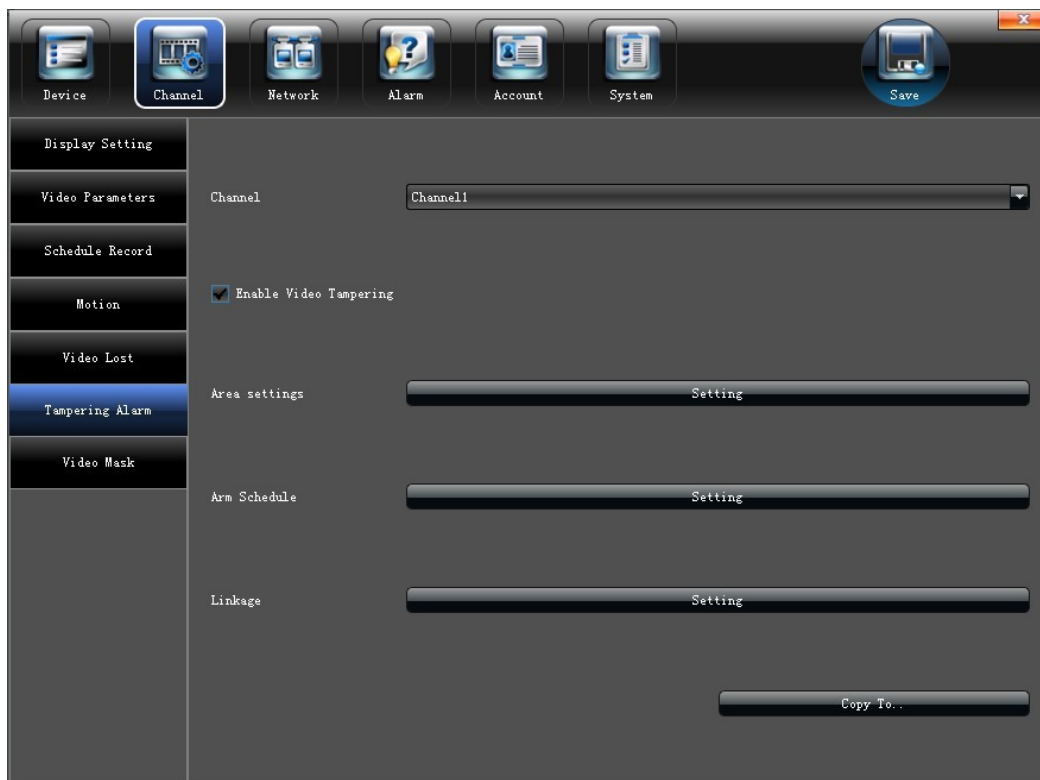 Device Channel Network Alarm Account System Save
Display Setting
Video Parameters
Channel Channel1
Schedule Record
Enable Video Tampering
Motion
Video Lost
Area settings Setting
Tampering Alarm
Video Mask
Arm Schedule Setting
Linkage Setting
Copy To..